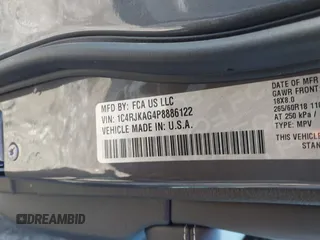 MFD BY: FCA US LLC
VIN: 1C4RJKAG4P8886122
VEHICLE MADE IN: U.S.A.
DATE OF MFR
GAWR FRONT
18X8.0
265/60R18
AT 250 kPa /
TYPE: MPV
THIS VEHICLE
STAN
DREAMBID